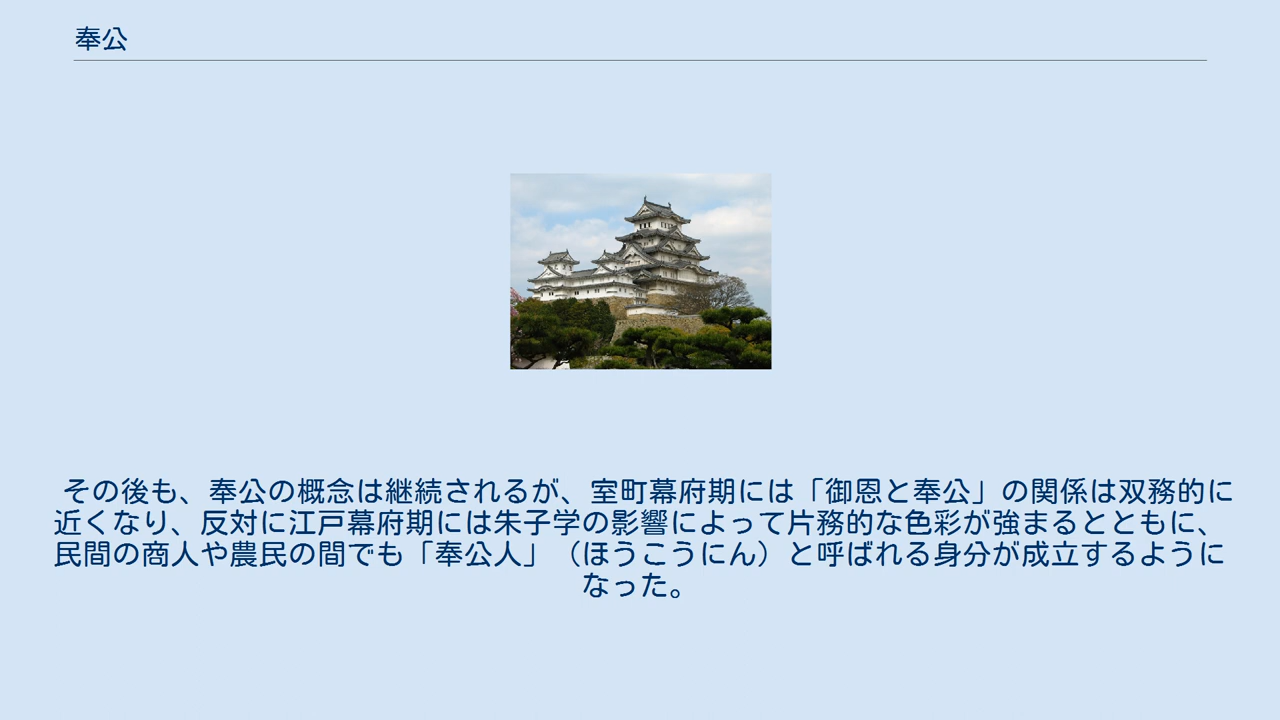 奉公
その後も、奉公の概念は継続されるが、室町幕府期には「御恩と奉公」の関係は双務的に
近くなり、反対に江戸幕府期には朱子学の影響によって片務的な色彩が強まるとともに、
民間の商人や農民の間でも「奉公人」（ほうこうにん）と呼ばれる身分が成立するように
なった。